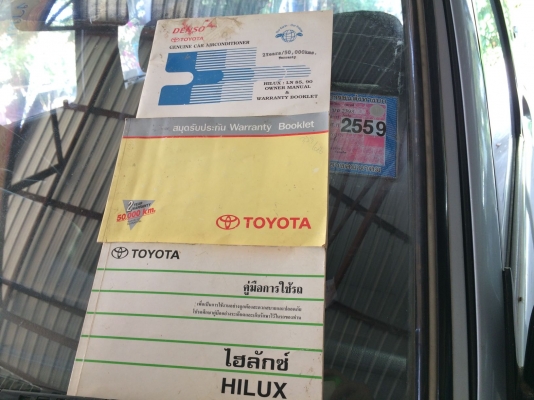 DENSO
TOYOTA
GENUINE CAR AIRCONDITIONER
50,000kms.
Warranty
HILUX : LN 85, 90
OWNER MANUAL
&
WARRANTY BOOKLET
2559
สมุดรับประกัน Warranty Booklet
50,000 Km.
TOYOTA
TOYOTA
คู่มือการใช้รถ
ไฮลักซ์
HILUX